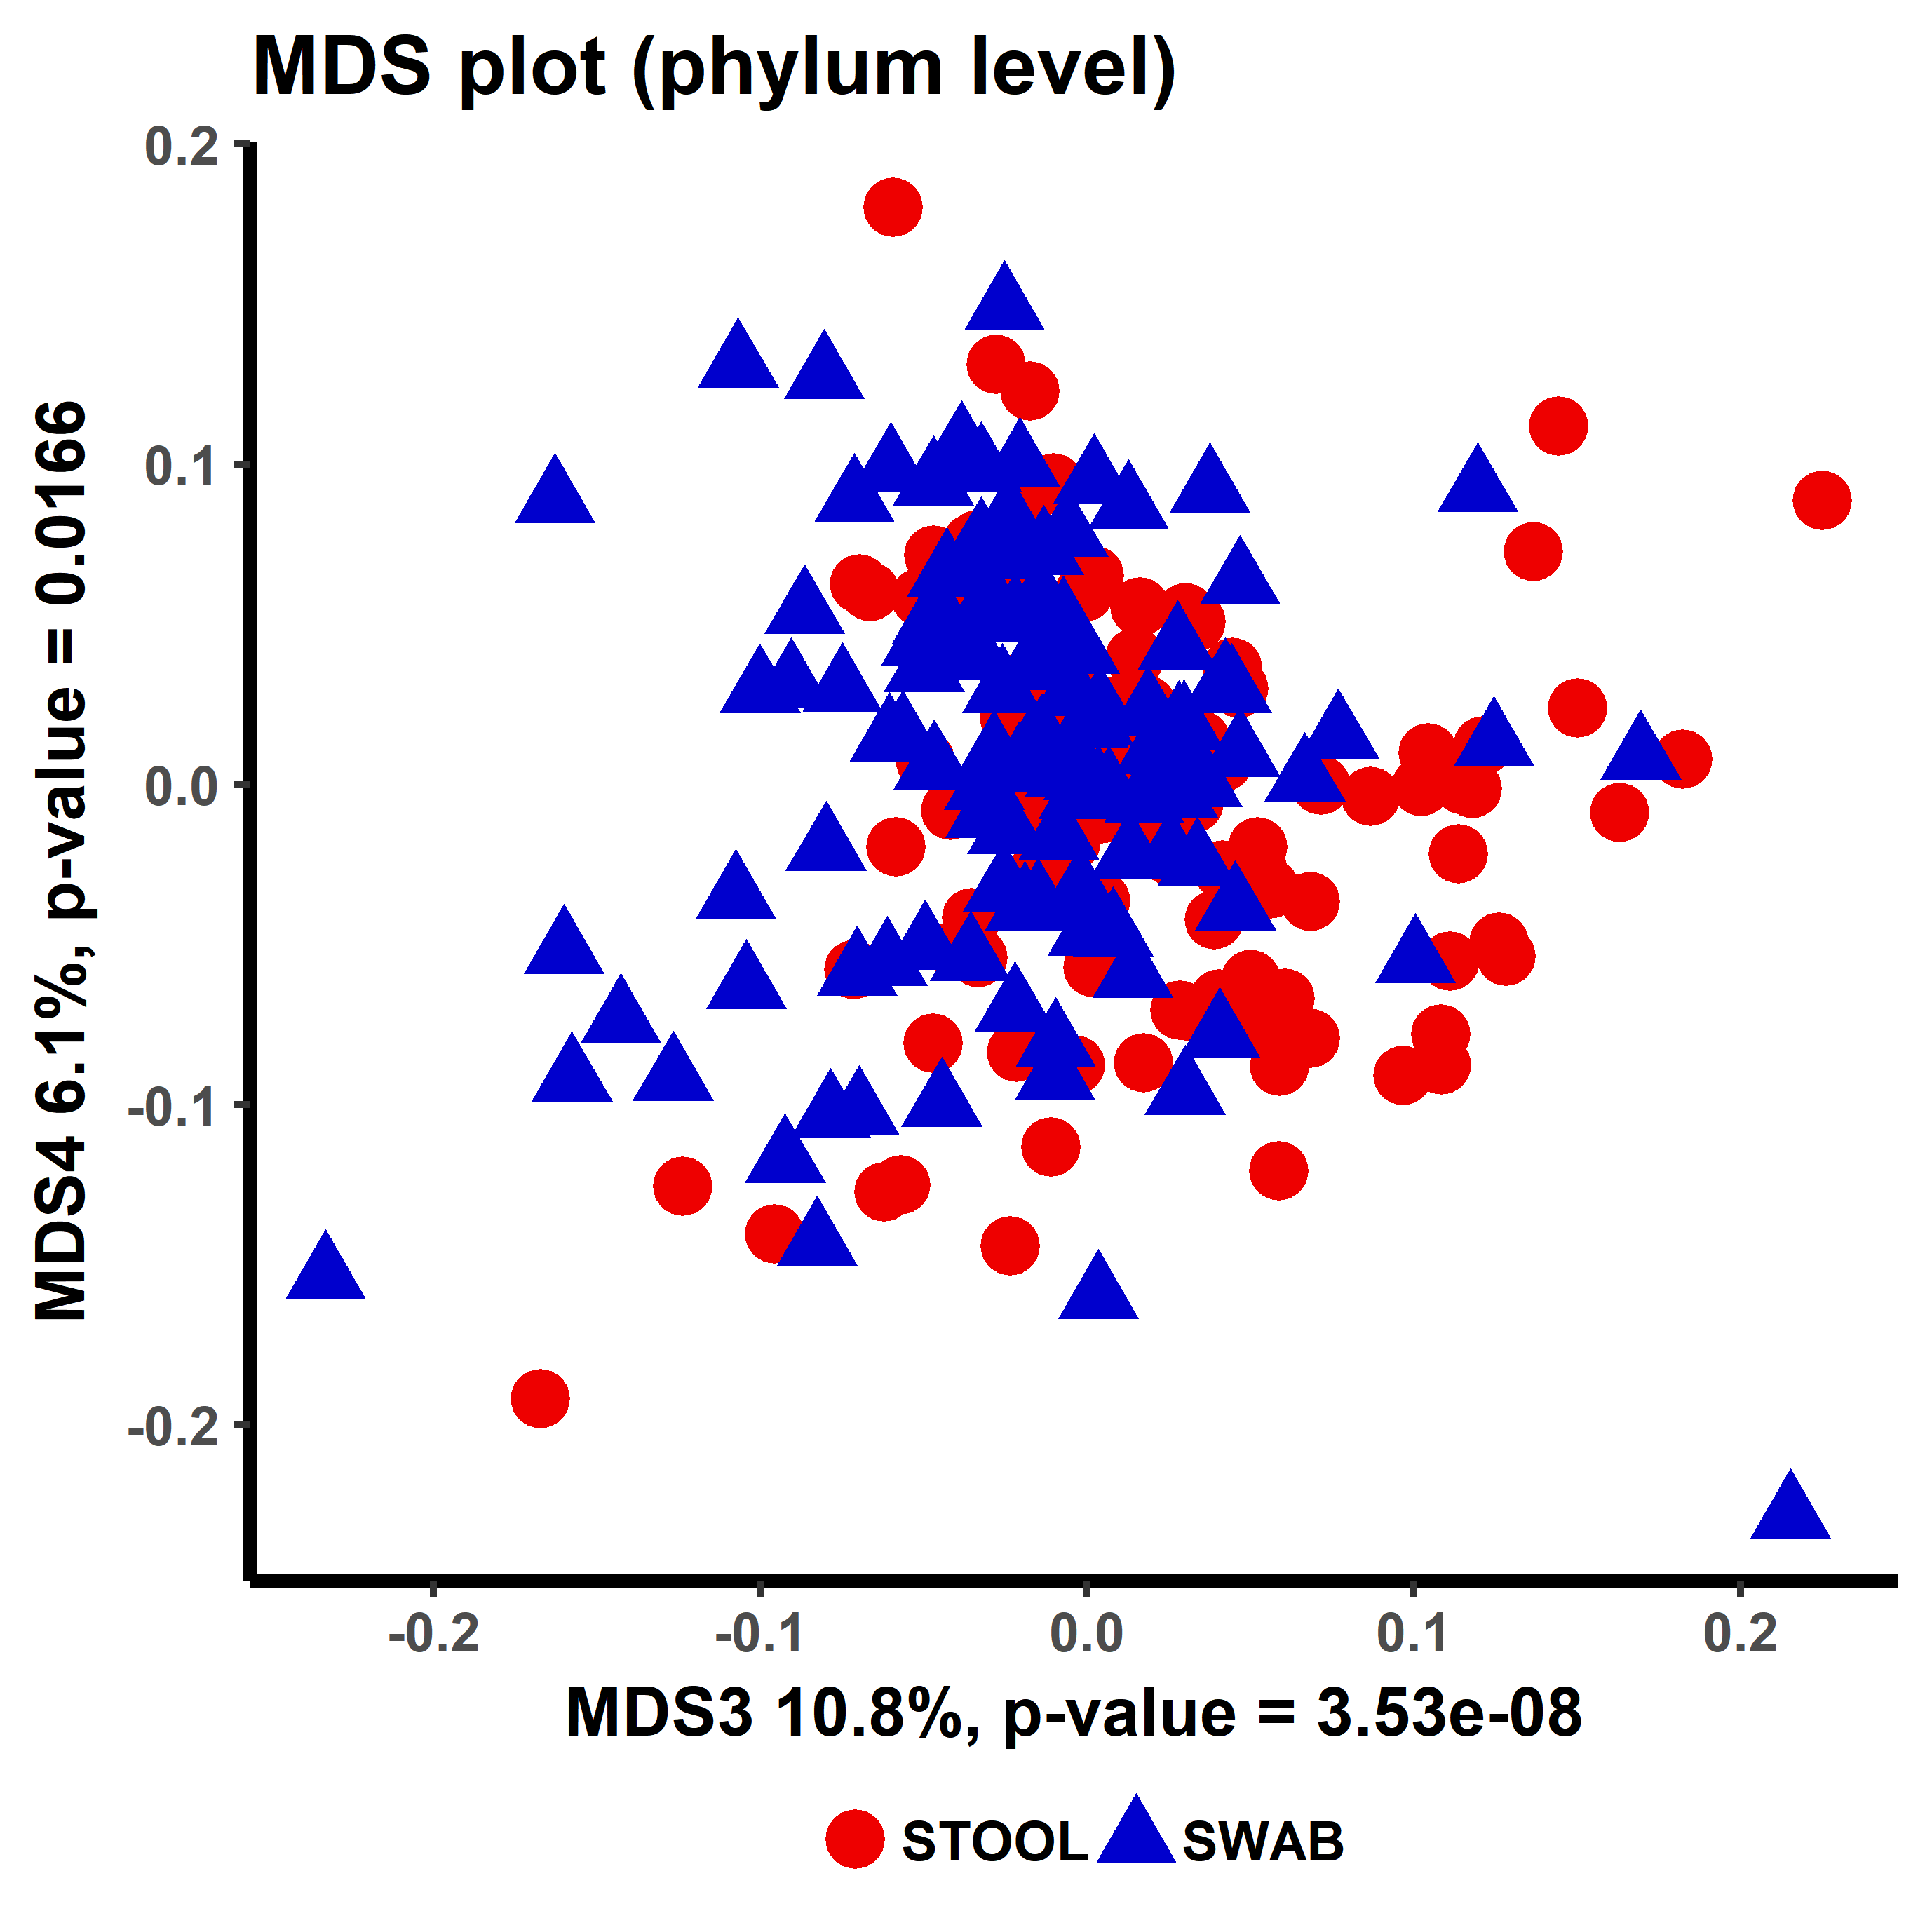 MDS plot (phylum level)
0.2
0.1
0.0
-0.1
-0.2
MDS4 6.1%, p-value = 0.0166
-0.2 -0.1 0.0 0.1 0.2
MDS3 10.8%, p-value = 3.53e-08
STOOL SWAB